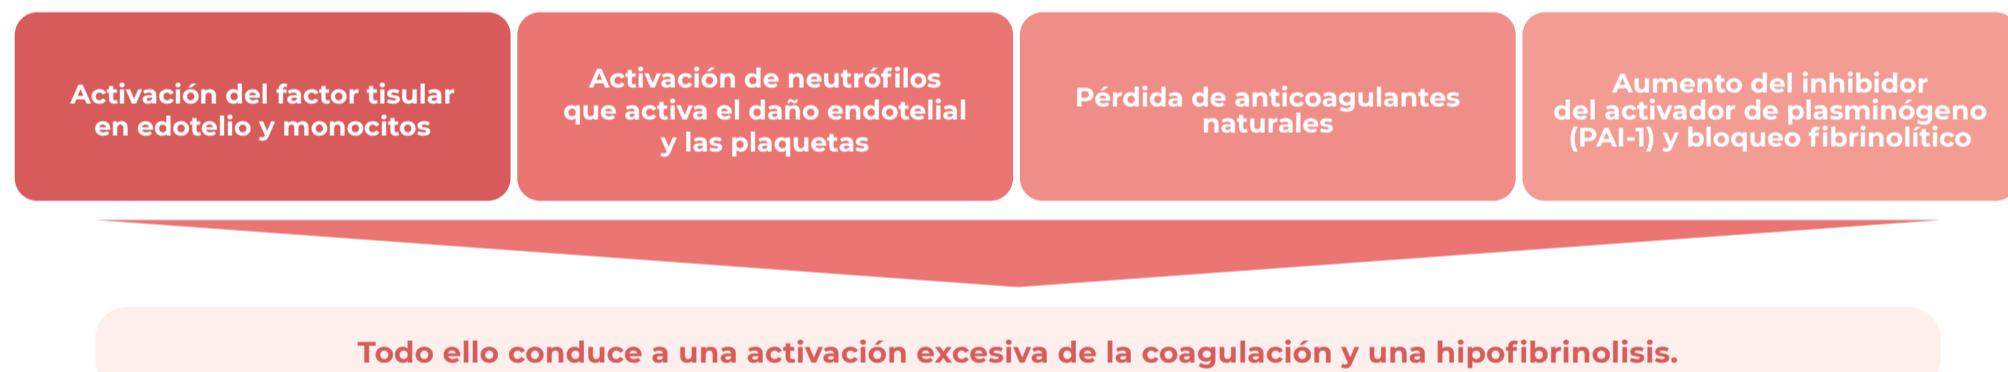 Activación del factor tisular
en edotelio y monocitos
Activación de neutrófilos
que activa el daño endotelial
y las plaquetas
Pérdida de anticoagulantes
naturales
Aumento del inhibidor
del activador de plasminógeno
(PAI-1) y bloqueo fibrinolítico
Todo ello conduce a una activación excesiva de la coagulación y una hipofibrinolisis.